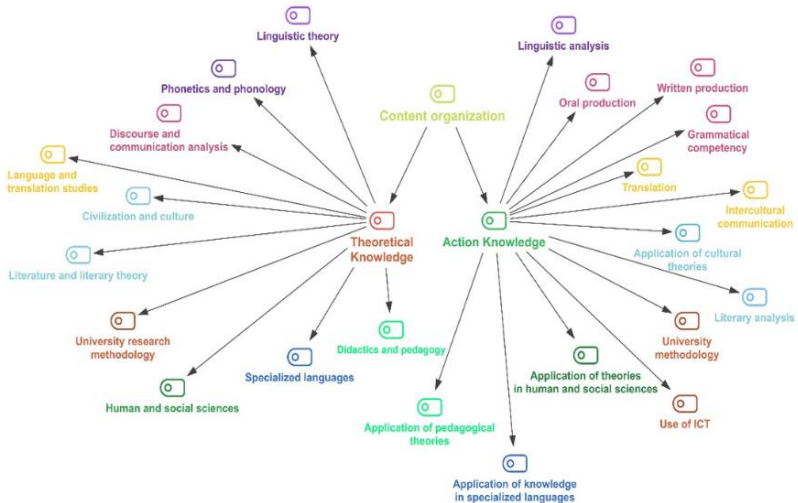 Linguistic theory
Linguistic analysis
Phonetics and phonology
Content organization
Oral production
Written production
Discourse and
communication analysis
Grammatical
competency
Language and
translation studies
Translation
Civilization and culture
Intercultural
communication
Theoretical
Knowledge
Action Knowledge
Application of cultural
theories
Literature and literary theory
Literary analysis
University research
methodology
Didactics and pedagogy
University
methodology
Specialized languages
Application of theories
in human and social sciences
Human and social sciences
Application of pedagogical
theories
Use of ICT
Application of knowledge
in specialized languages